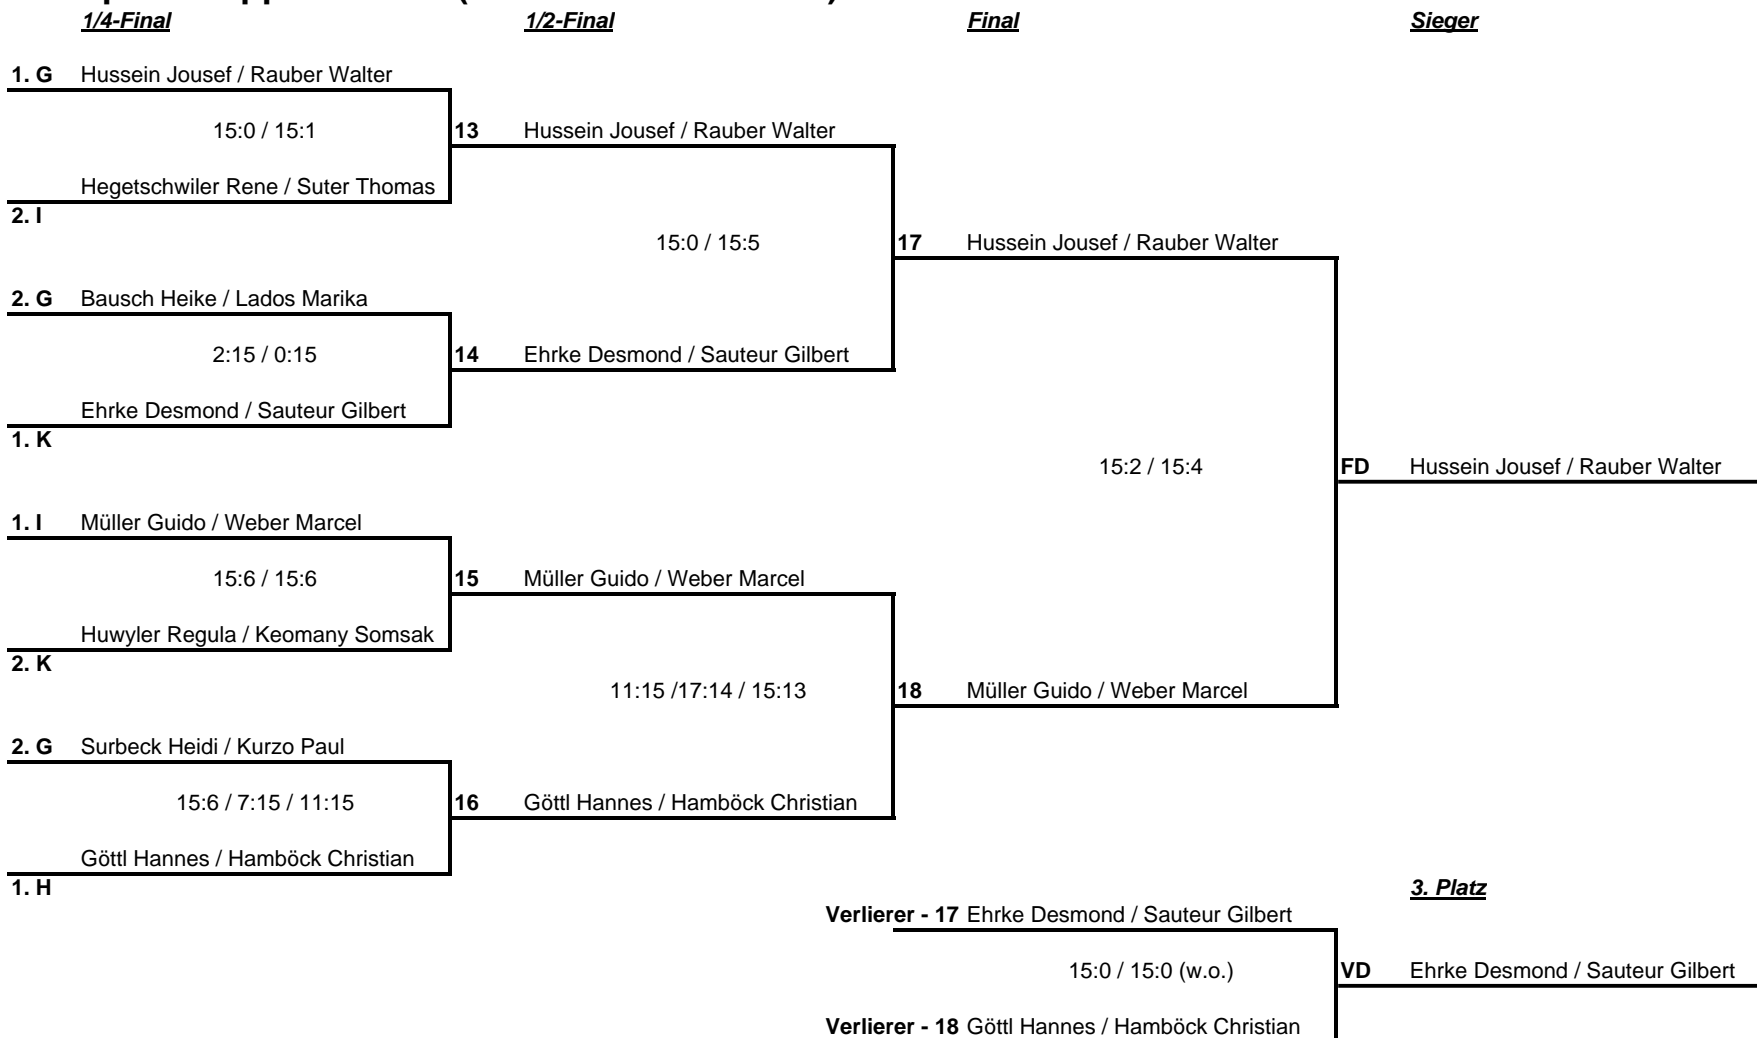 1/4-Final 1/2-Final Final Sieger
1. G Hussein Jousef / Rauber Walter
15:0 / 15:1 13 Hussein Jousef / Rauber Walter
Hegetschwiler Rene / Suter Thomas
2. I
15:0 / 15:5 17 Hussein Jousef / Rauber Walter
2. G Bausch Heike / Lados Marika
2:15 / 0:15 14 Ehrke Desmond / Sauteur Gilbert
Ehrke Desmond / Sauteur Gilbert
1. K
15:2 / 15:4 FD Hussein Jousef / Rauber Walter
1. I Müller Guido / Weber Marcel
15:6 / 15:6 15 Müller Guido / Weber Marcel
Huwyler Regula / Keomany Somsak
2. K
11:15 /17:14 / 15:13 18 Müller Guido / Weber Marcel
2. G Surbeck Heidi / Kurzo Paul
15:6 / 7:15 / 11:15 16 Göttl Hannes / Hamböck Christian
Göttl Hannes / Hamböck Christian
1. H 3. Platz
Verlierer - 17 Ehrke Desmond / Sauteur Gilbert
15:0 / 15:0 (w.o.) VD Ehrke Desmond / Sauteur Gilbert
Verlierer - 18 Göttl Hannes / Hamböck Christian